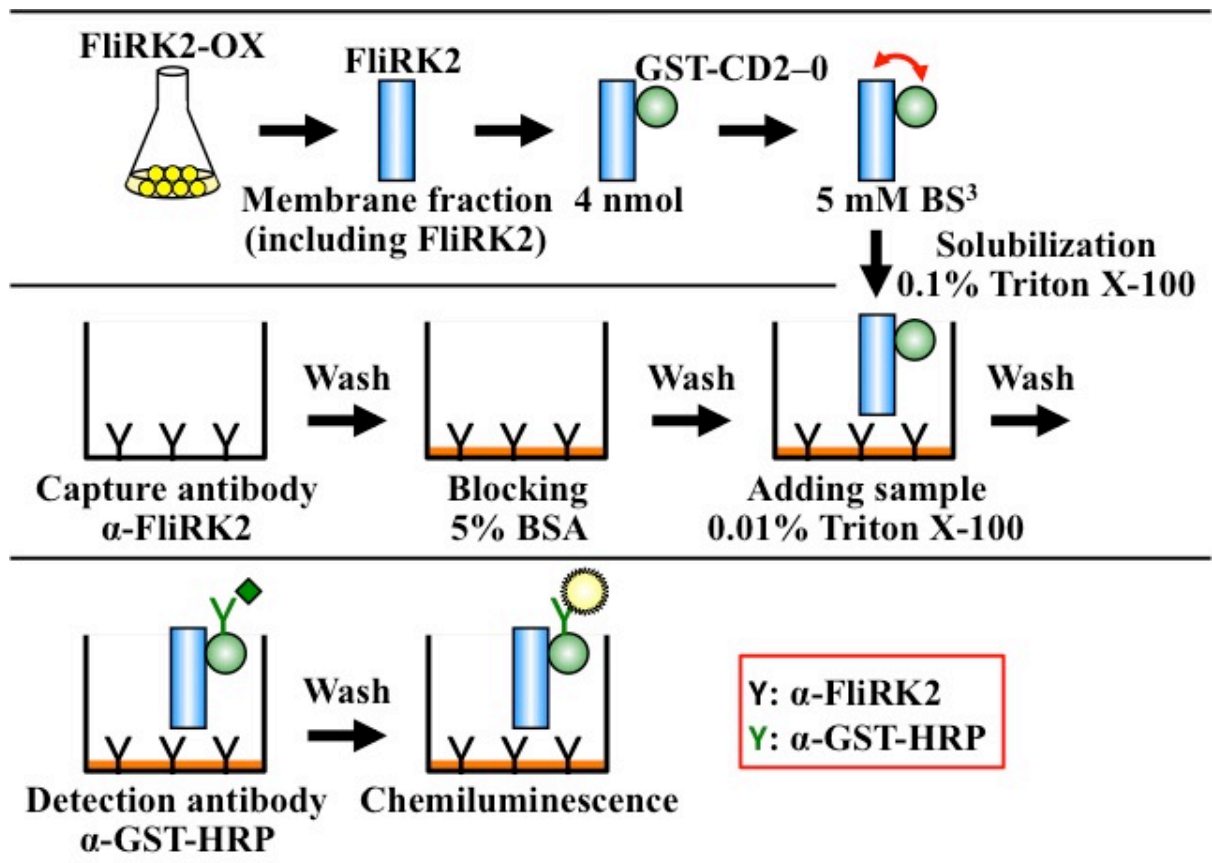 FliRK2-OX
FliRK2
GST-CD2–0
Membrane fraction
(including FliRK2)
4 nmol
5 mM BS³
Solubilization
0.1% Triton X-100
Wash
Wash
Wash
Capture antibody
α-FliRK2
Blocking
5% BSA
Adding sample
0.01% Triton X-100
Wash
Detection antibody
α-GST-HRP
Chemiluminescence
Y: α-FliRK2
Y: α-GST-HRP